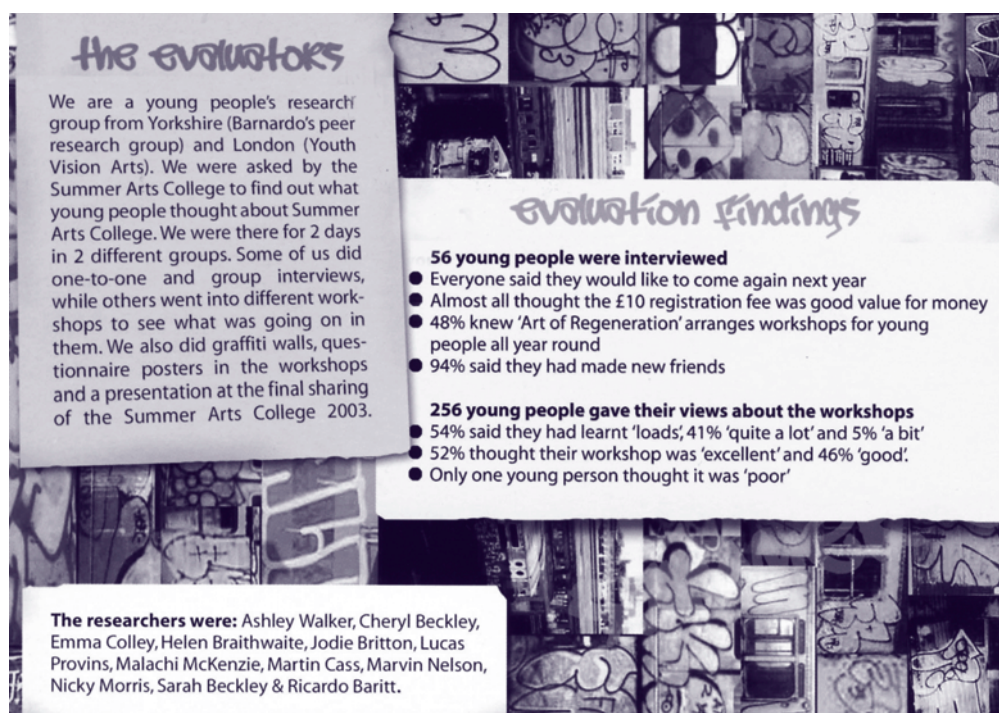 the evaluators
We are a young people's research
group from Yorkshire (Barnardo's peer
research group) and London (Youth
Vision Arts). We were asked by the
Summer Arts College to find out what
young people thought about Summer
Arts College. We were there for 2 days
in 2 different groups. Some of us did
one-to-one and group interviews,
while others went into different work-
shops to see what was going on in
them. We also did graffiti walls, ques-
tionnaire posters in the workshops
and a presentation at the final sharing
of the Summer Arts College 2003.
evaluation findings
56 young people were interviewed
● Everyone said they would like to come again next year
● Almost all thought the £10 registration fee was good value for money
● 48% knew 'Art of Regeneration' arranges workshops for young
people all year round
● 94% said they had made new friends
256 young people gave their views about the workshops
● 54% said they had learnt 'loads', 41% 'quite a lot' and 5% 'a bit'
● 52% thought their workshop was 'excellent' and 46% 'good'.
● Only one young person thought it was 'poor'
The researchers were: Ashley Walker, Cheryl Beckley,
Emma Colley, Helen Braithwaite, Jodie Britton, Lucas
Provins, Malachi McKenzie, Martin Cass, Marvin Nelson,
Nicky Morris, Sarah Beckley & Ricardo Baritt.